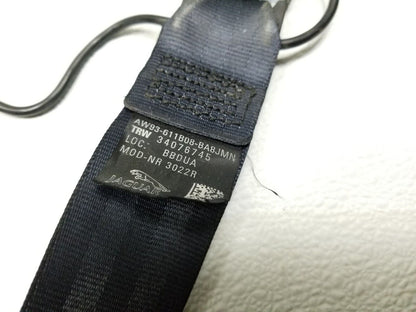 AW93-611B08-BA8JMN
TRW 34076745
LOC: BBDUA
MOD-NR 3022R
JAGUAR